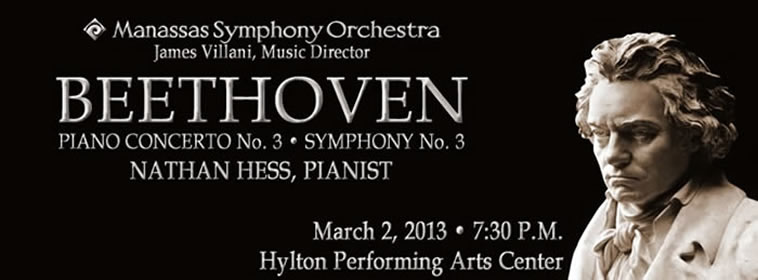 Manassas Symphony Orchestra
James Villani, Music Director
BEETHOVEN
PIANO CONCERTO No. 3 • SYMPHONY No. 3
NATHAN HESS, PIANIST
March 2, 2013 • 7:30 P.M.
Hylton Performing Arts Center